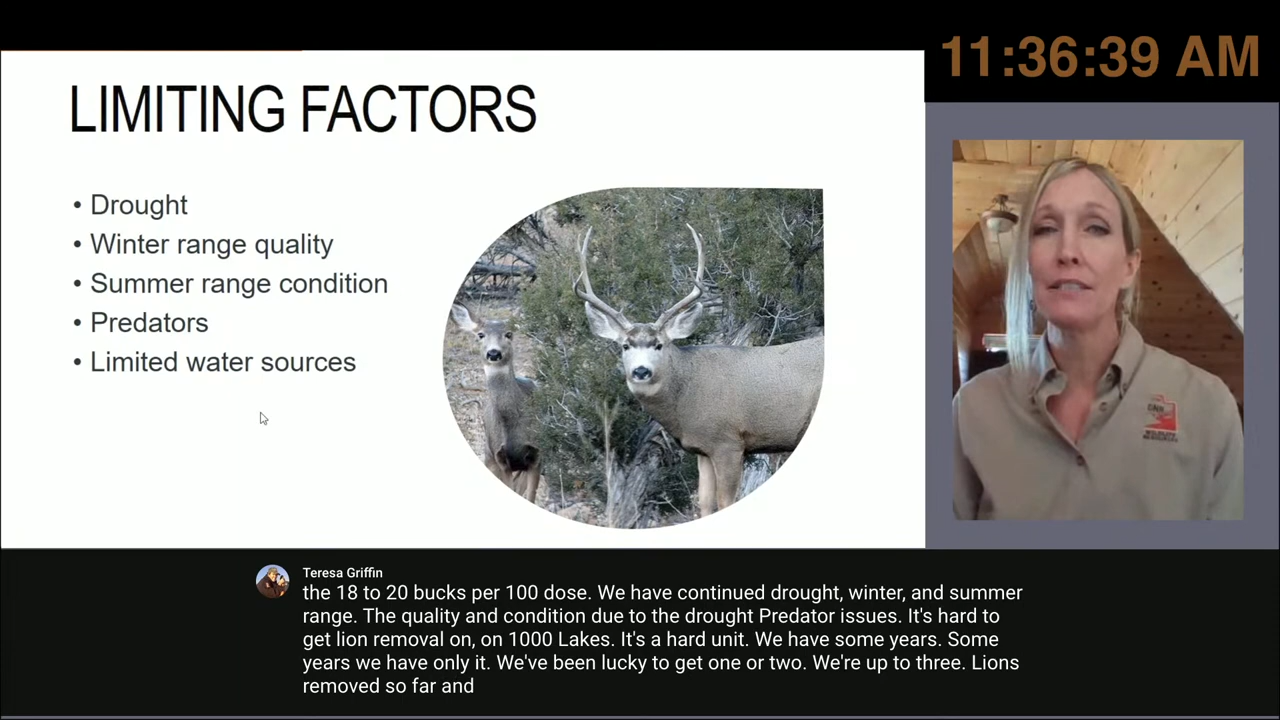 11:36:39 AM
LIMITING FACTORS
• Drought
• Winter range quality
• Summer range condition
• Predators
• Limited water sources
Teresa Griffin
the 18 to 20 bucks per 100 dose. We have continued drought, winter, and summer
range. The quality and condition due to the drought Predator issues. It's hard to
get lion removal on, on 1000 Lakes. It's a hard unit. We have some years. Some
years we have only it. We've been lucky to get one or two. We're up to three. Lions
removed so far and